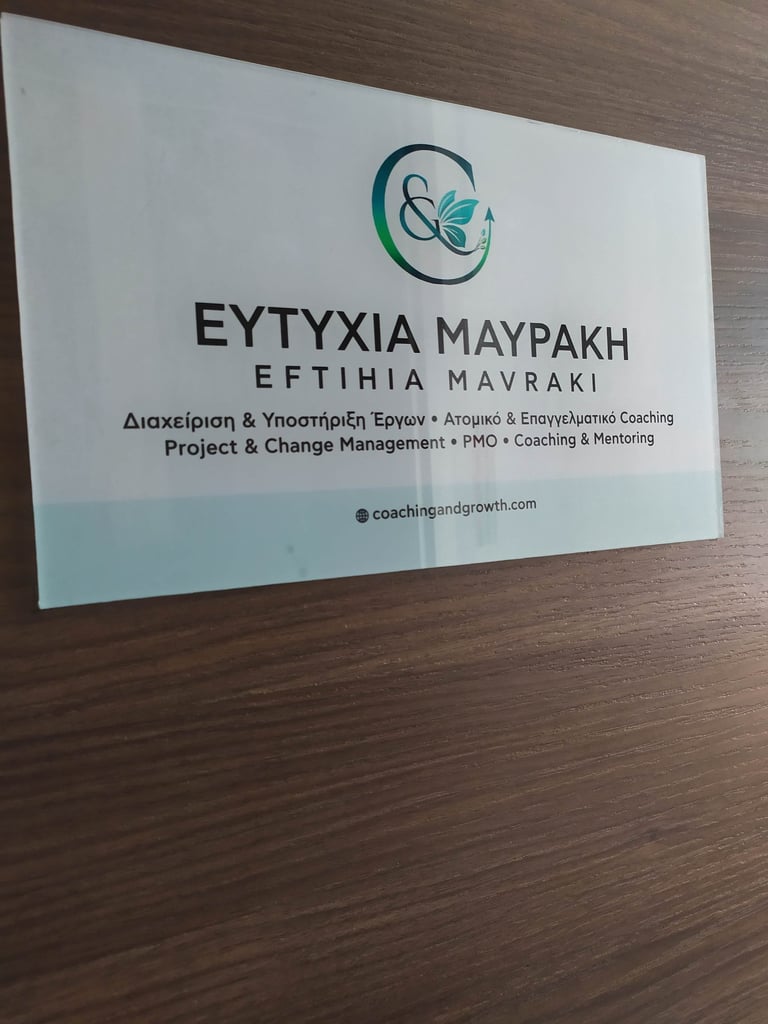 &
ΕΥΤΥΧΙΑ ΜΑΥΡΑΚΗ
EFTIHIA MAVRAKI
Διαχείριση & Υποστήριξη Έργων • Ατομικό & Επαγγελματικό Coaching
Project & Change Management • PMO • Coaching & Mentoring
coachingandgrowth.com